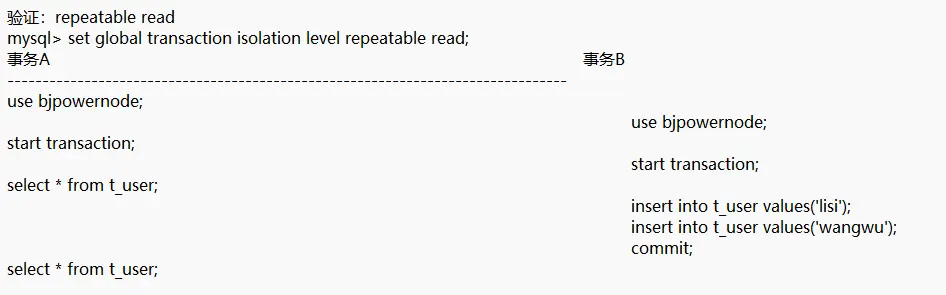 验证：repeatable read
mysql> set global transaction isolation level repeatable read;
事务A 事务B
--------------------------------------------------------------------------------
use bjpowernode;
use bjpowernode;
start transaction;
start transaction;
select * from t_user;
insert into t_user values('lisi');
insert into t_user values('wangwu');
commit;
select * from t_user;